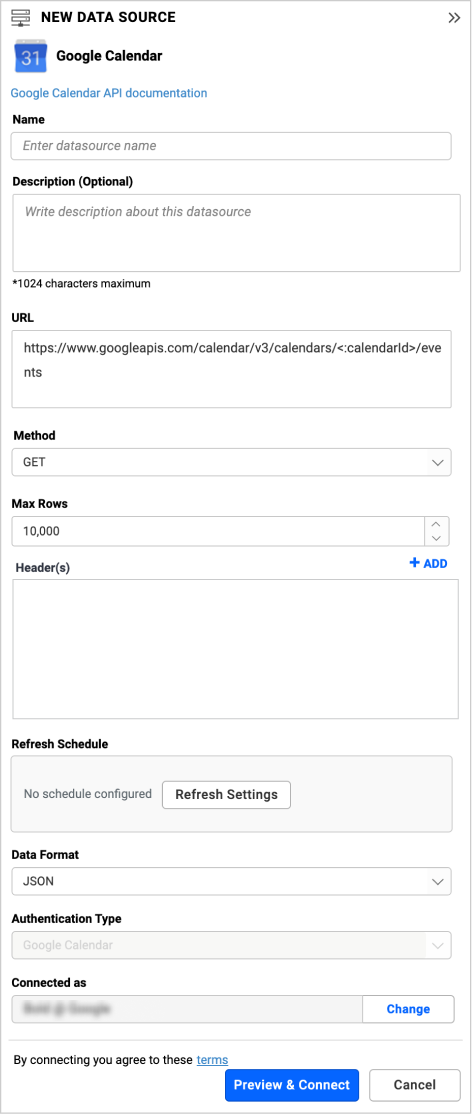 NEW DATA SOURCE
31
Google Calendar
Google Calendar API documentation
Name
Enter datasource name
Description (Optional)
Write description about this datasource
*1024 characters maximum
URL
https://www.googleapis.com/calendar/v3/calendars/<:calendarId>/eve
nts
Method
GET
Max Rows
10,000
Header(s)
+ ADD
Refresh Schedule
No schedule configured
Refresh Settings
Data Format
JSON
Authentication Type
Google Calendar
Connected as
Change
By connecting you agree to these terms
Preview & Connect
Cancel